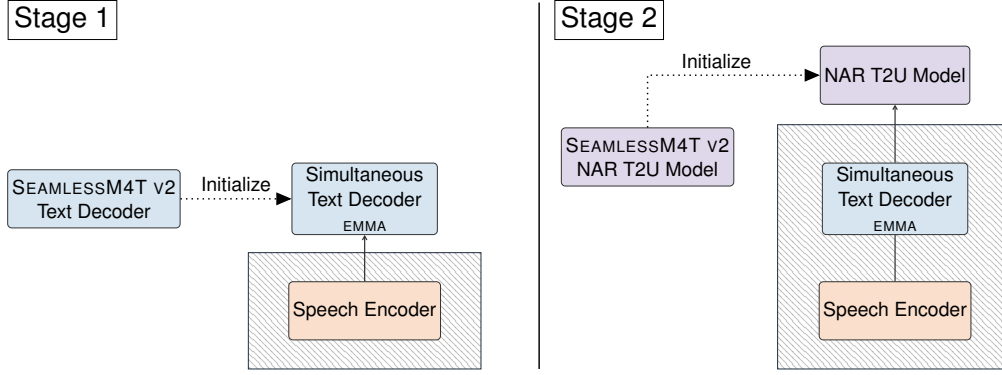 Stage 1
SEAMLESSM4T V2
Text Decoder
Initialize
Simultaneous
Text Decoder
EMMA
Speech Encoder
Stage 2
Initialize
NAR T2U Model
SEAMLESSM4T V2
NAR T2U Model
Simultaneous
Text Decoder
EMMA
Speech Encoder